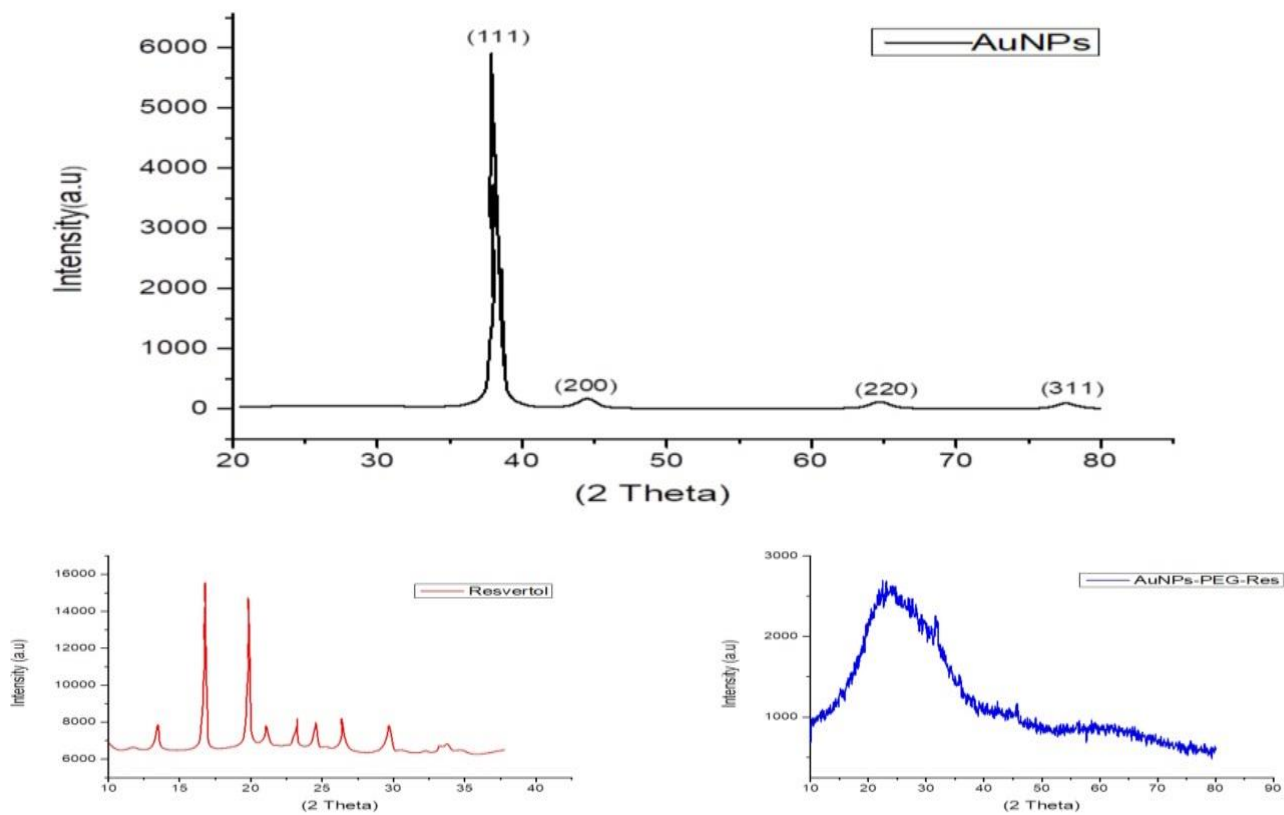 (111)
AuNPs
6000
5000
4000
3000
2000
1000
0
Intensity(a.u)
(200)
(220)
(311)
20 30 40 50 60 70 80
(2 Theta)
16000
14000
12000
10000
8000
6000
Intensity (a.u)
Resvertol
10 15 20 25 30 35 40
(2 Theta)
3000
2000
1000
Intensity (a.u)
AuNPs-PEG-Res
10 20 30 40 50 60 70 80 90
(2 Theta)